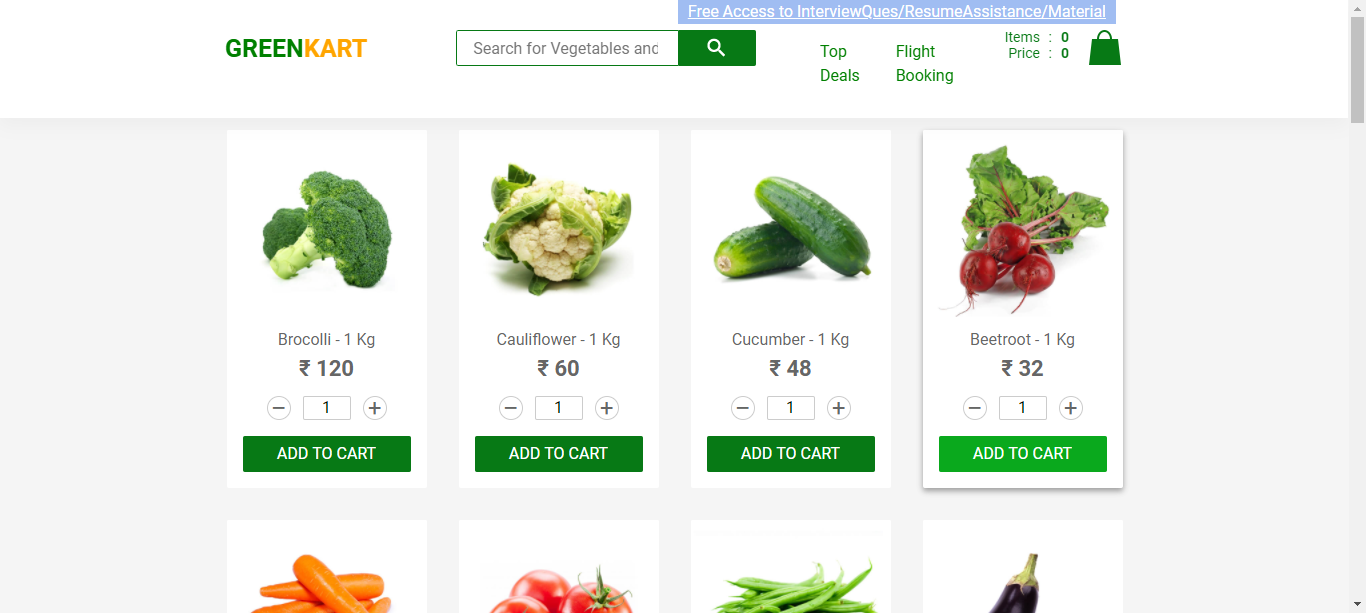 Free Access to InterviewQues/ResumeAssistance/Material
GREENKART
Search for Vegetables and
Top
Deals
Flight
Booking
Items : 0
Price : 0
Brocolli - 1 Kg
₹ 120
1
ADD TO CART
Cauliflower - 1 Kg
₹ 60
1
ADD TO CART
Cucumber - 1 Kg
₹ 48
1
ADD TO CART
Beetroot - 1 Kg
₹ 32
1
ADD TO CART